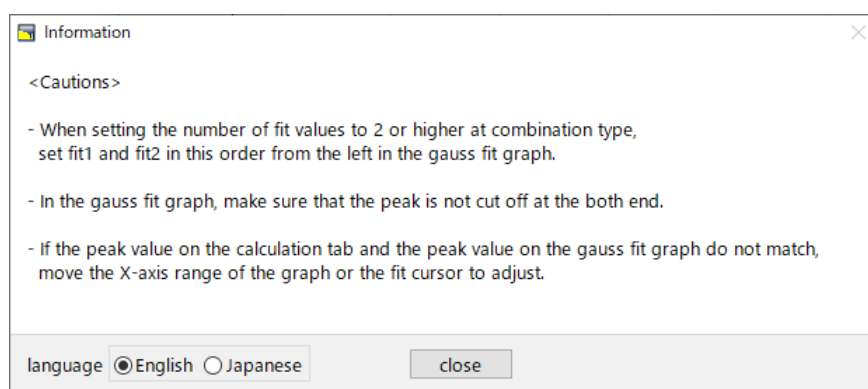 Information
<Cautions>
- When setting the number of fit values to 2 or higher at combination type,
set fit1 and fit2 in this order from the left in the gauss fit graph.
- In the gauss fit graph, make sure that the peak is not cut off at the both end.
- If the peak value on the calculation tab and the peak value on the gauss fit graph do not match,
move the X-axis range of the graph or the fit cursor to adjust.
language English Japanese close